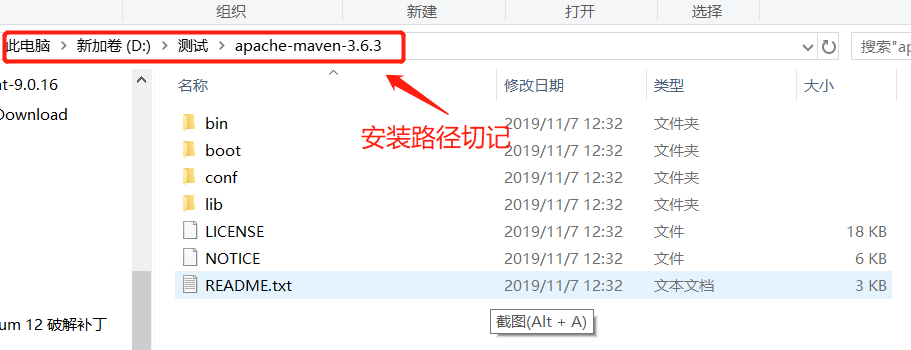 组织 新建 打开 选择
此电脑 > 新加卷 (D:) > 测试 > apache-maven-3.6.3 搜索"ap
名称 修改日期 类型 大小
at-9.0.16
Download
安装路径切记
bin 2019/11/7 12:32 文件夹
boot 2019/11/7 12:32 文件夹
conf 2019/11/7 12:32 文件夹
lib 2019/11/7 12:32 文件夹
LICENSE 2019/11/7 12:32 文件 18 KB
NOTICE 2019/11/7 12:32 文件 6 KB
README.txt 2019/11/7 12:32 文本文档 3 KB
截图(Alt + A)
um 12 破解补丁